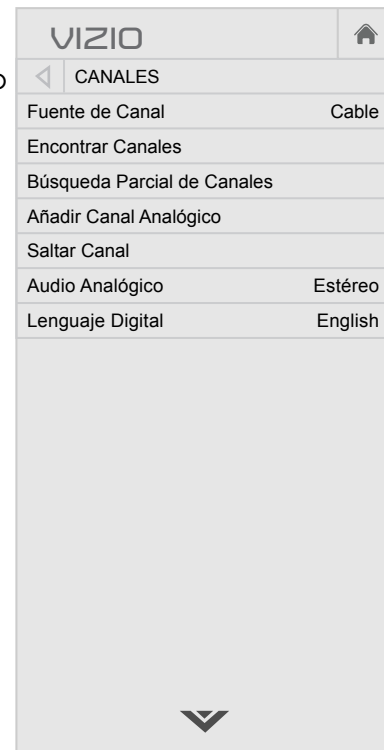 VIZIO
CANALES
Fuente de Canal Cable
Encontrar Canales
Búsqueda Parcial de Canales
Añadir Canal Analógico
Saltar Canal
Audio Analógico Estéreo
Lenguaje Digital English